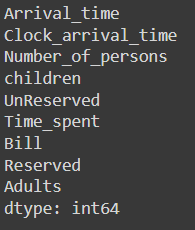 Arrival_time
Clock_arrival_time
Number_of_persons
children
UnReserved
Time_spent
Bill
Reserved
Adults
dtype: int64